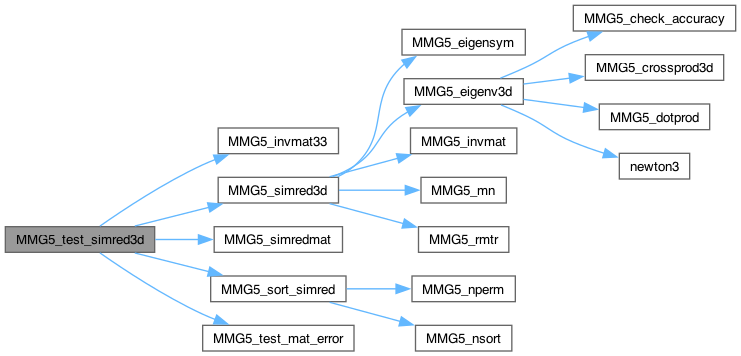 MMG5_check_accuracy
MMG5_eigensym
MMG5_crossprod3d
MMG5_eigenv3d
MMG5_dotprod
MMG5_invmat33
MMG5_invmat
newton3
MMG5_simred3d
MMG5_mn
MMG5_test_simred3d
MMG5_simredmat
MMG5_rmtr
MMG5_sort_simred
MMG5_nperm
MMG5_test_mat_error
MMG5_nsort